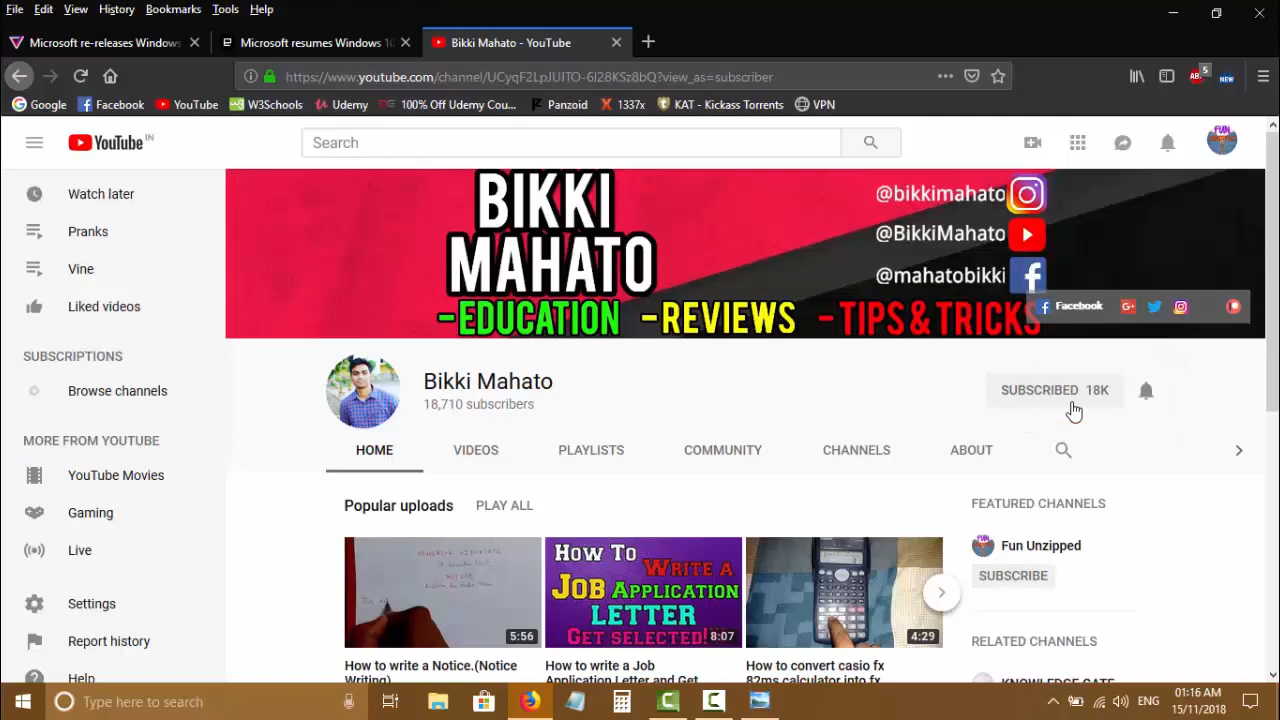 File Edit View History Bookmarks Tools Help
Microsoft re-releases Windows
Microsoft resumes Windows 10
Bikki Mahato - YouTube
https://www.youtube.com/channel/UCyqF2LpJUITO-6l28KSz8bQ?view_as=subscriber
5
NEW
Google Facebook YouTube W3Schools Udemy 100% Off Udemy Cou... Panzoid 1337x KAT - Kickass Torrents VPN
YouTube IN
Search
FUN
Watch later
Pranks
Vine
Liked videos
SUBSCRIPTIONS
Browse channels
MORE FROM YOUTUBE
YouTube Movies
Gaming
Live
Settings
Report history
Help
BIKKI
MAHATO
-EDUCATION -REVIEWS -TIPS & TRICKS
@bikkimahato
@BikkiMahato
@mahatobikki
Facebook
Bikki Mahato
18,710 subscribers
SUBSCRIBED 18K
HOME VIDEOS PLAYLISTS COMMUNITY CHANNELS ABOUT
Popular uploads PLAY ALL
5:56
How to write a Notice.(Notice
Writing)
How To
WRITE A
JOB APPLICATION
LETTER
GET SELECTED!!
8:07
How to write a Job
Application Letter and Get
4:29
How to convert casio fx
82ms calculator into fx
FEATURED CHANNELS
Fun Unzipped
SUBSCRIBE
RELATED CHANNELS
KNOWLEDGE GATE
Type here to search
ENG
01:16 AM
15/11/2018